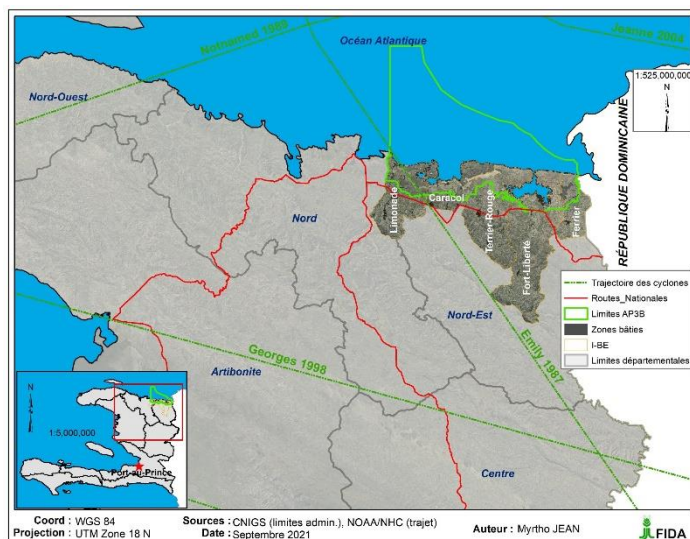 Notnamed 1989
Océan Atlantique
Jeanne 2004
1:525,000,000
N
Nord-Ouest
RÉPUBLIQUE DOMINICAINE
Limonade
Caracol
Terrier-Rouge
Fort-Liberté
Ferrier
Nord
Nord-Est
Emily 1987
Georges 1998
Artibonite
Centre
Trajectoire des cyclones
Routes_Nationales
Limites AP3B
Zones bâties
I-BE
Limites départementales
N
1:5,000,000
Port-au-Prince
Coord : WGS 84
Projection : UTM Zone 18 N
Sources : CNIGS (limites admin.), NOAA/NHC (trajet)
Date : Septembre 2021
Auteur : Myrtho JEAN
FIDA